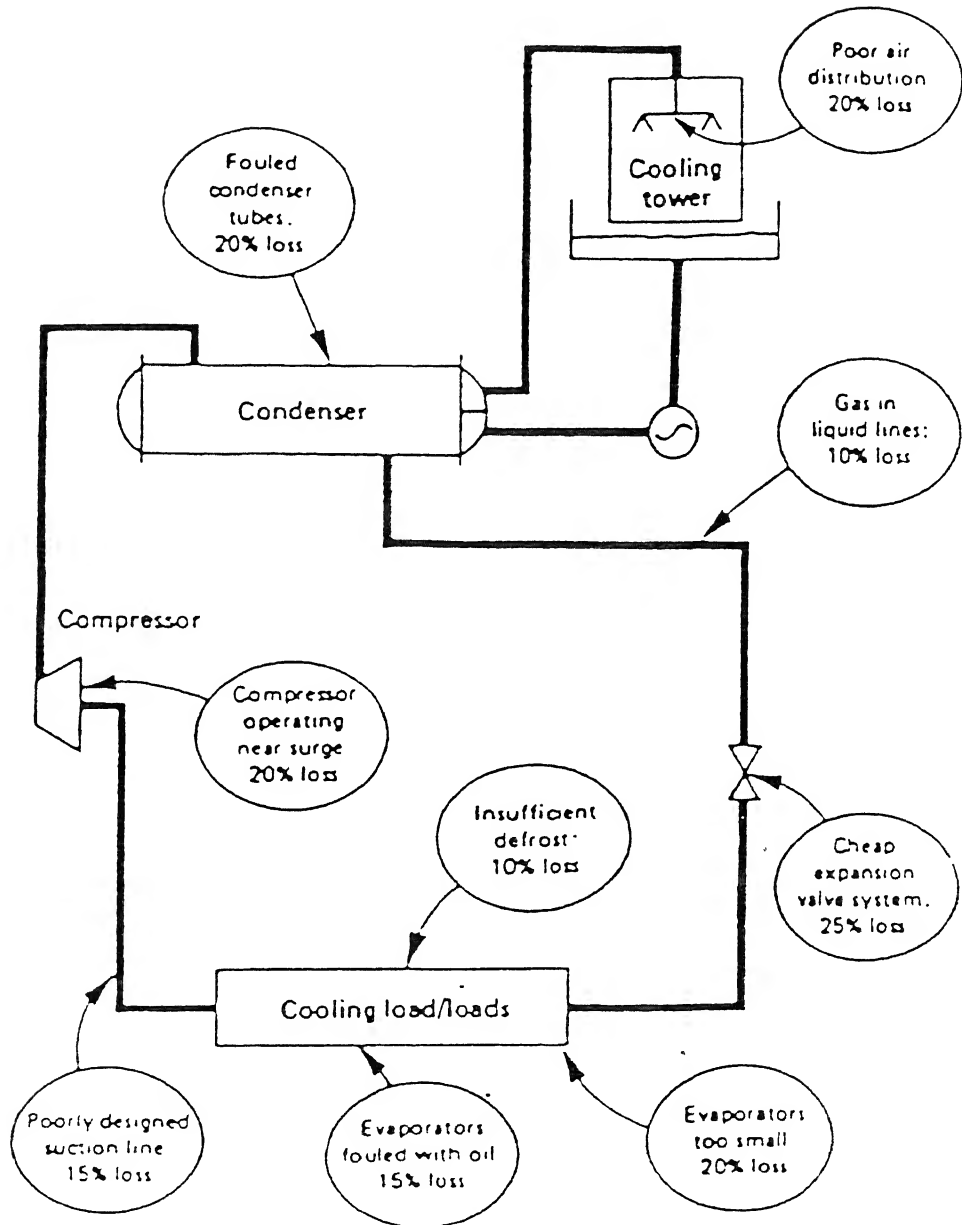 Poor air
distribution
20% loss
Cooling
tower
Fouled
condenser
tubes.
20% loss
Condenser
Gas in
liquid lines:
10% loss
Compressor
Compressor
operating
near surge
20% loss
Insufficient
defrost:
10% loss
Cheap
expansion
valve system.
25% loss
Cooling load/loads
Poorly designed
suction line
15% loss
Evaporators
fouled with oil
15% loss
Evaporators
too small
20% loss